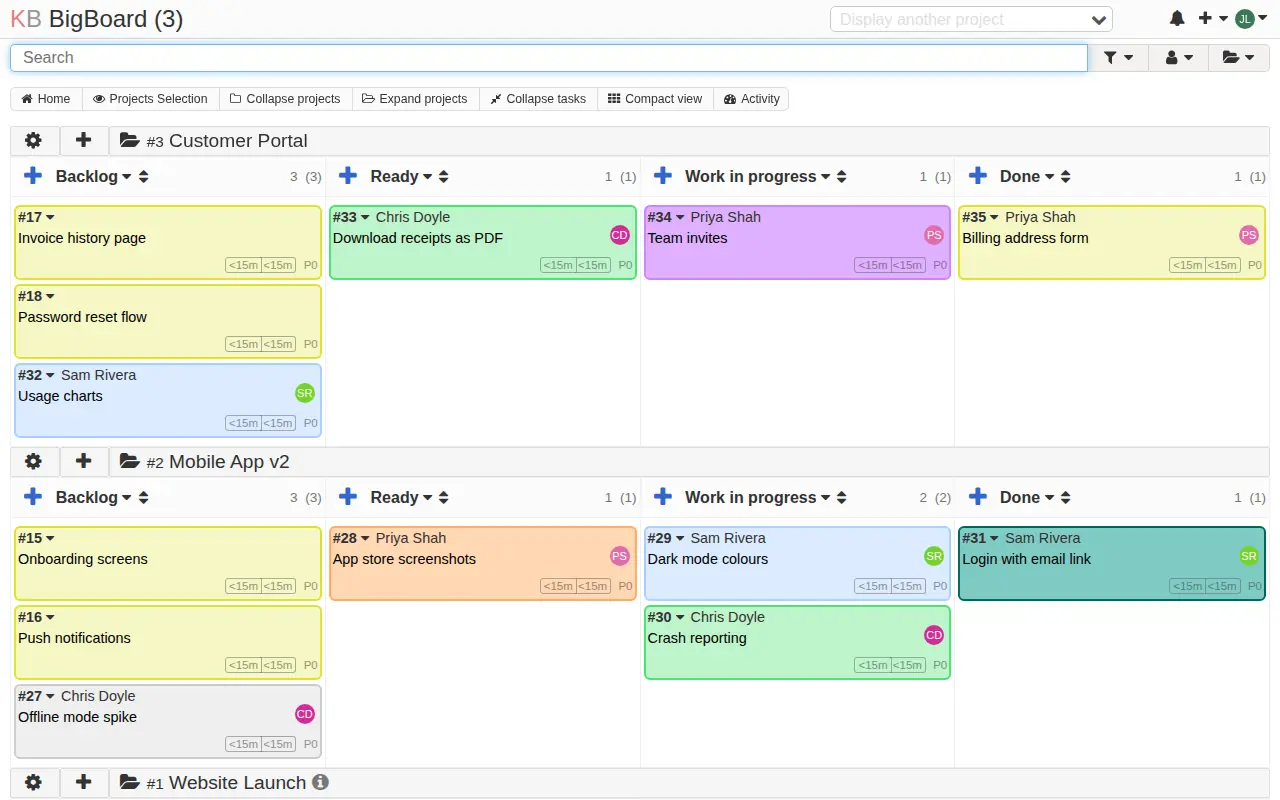 KB BigBoard (3)
Display another project
JL
Search
Home
Projects Selection
Collapse projects
Expand projects
Collapse tasks
Compact view
Activity
#3 Customer Portal
Backlog 3 (3)
Ready 1 (1)
Work in progress 1 (1)
Done 1 (1)
#17
Invoice history page
<15m <15m P0
#18
Password reset flow
<15m <15m P0
#32 Sam Rivera
Usage charts
SR
<15m <15m P0
#33 Chris Doyle
Download receipts as PDF
CD
<15m <15m P0
#34 Priya Shah
Team invites
PS
<15m <15m P0
#35 Priya Shah
Billing address form
PS
<15m <15m P0
#2 Mobile App v2
Backlog 3 (3)
Ready 1 (1)
Work in progress 2 (2)
Done 1 (1)
#15
Onboarding screens
<15m <15m P0
#16
Push notifications
<15m <15m P0
#27 Chris Doyle
Offline mode spike
CD
<15m <15m P0
#28 Priya Shah
App store screenshots
PS
<15m <15m P0
#29 Sam Rivera
Dark mode colours
SR
<15m <15m P0
#30 Chris Doyle
Crash reporting
CD
<15m <15m P0
#31 Sam Rivera
Login with email link
SR
<15m <15m P0
#1 Website Launch